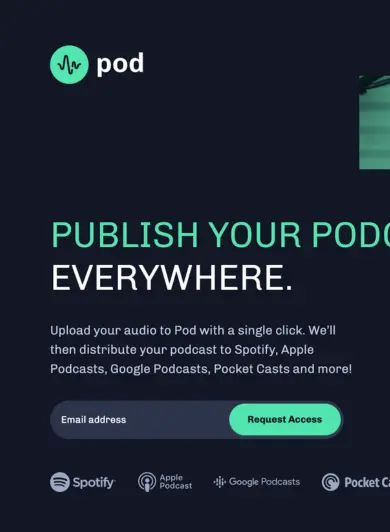 pod
PUBLISH YOUR PODC
EVERYWHERE.
Upload your audio to Pod with a single click. We’ll
then distribute your podcast to Spotify, Apple
Podcasts, Google Podcasts, Pocket Casts and more!
Email address Request Access
Spotify Apple Podcast Google Podcasts Pocket Ca